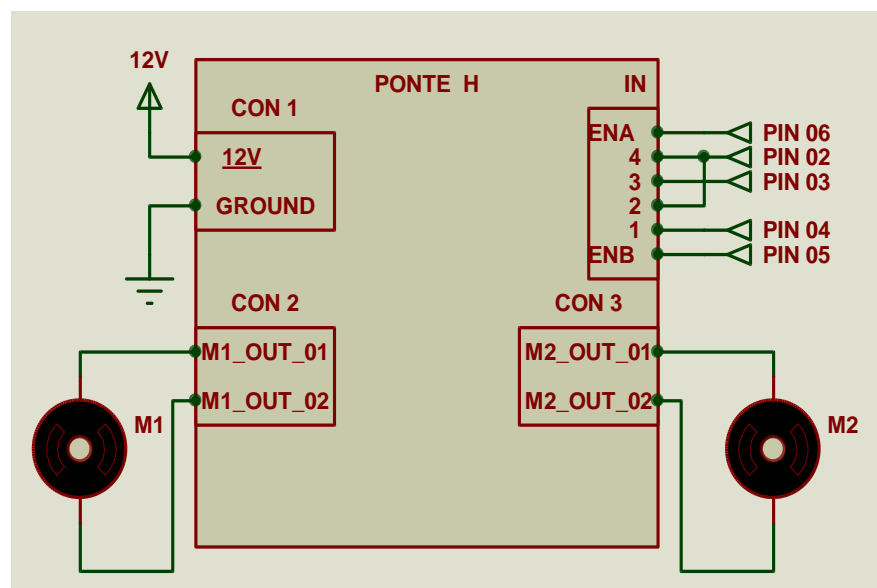 12V
PONTE H
IN
CON 1
12V
GROUND
ENA
4
3
2
1
ENB
PIN 06
PIN 02
PIN 03
PIN 04
PIN 05
CON 2
M1_OUT_01
M1_OUT_02
M1
CON 3
M2_OUT_01
M2_OUT_02
M2